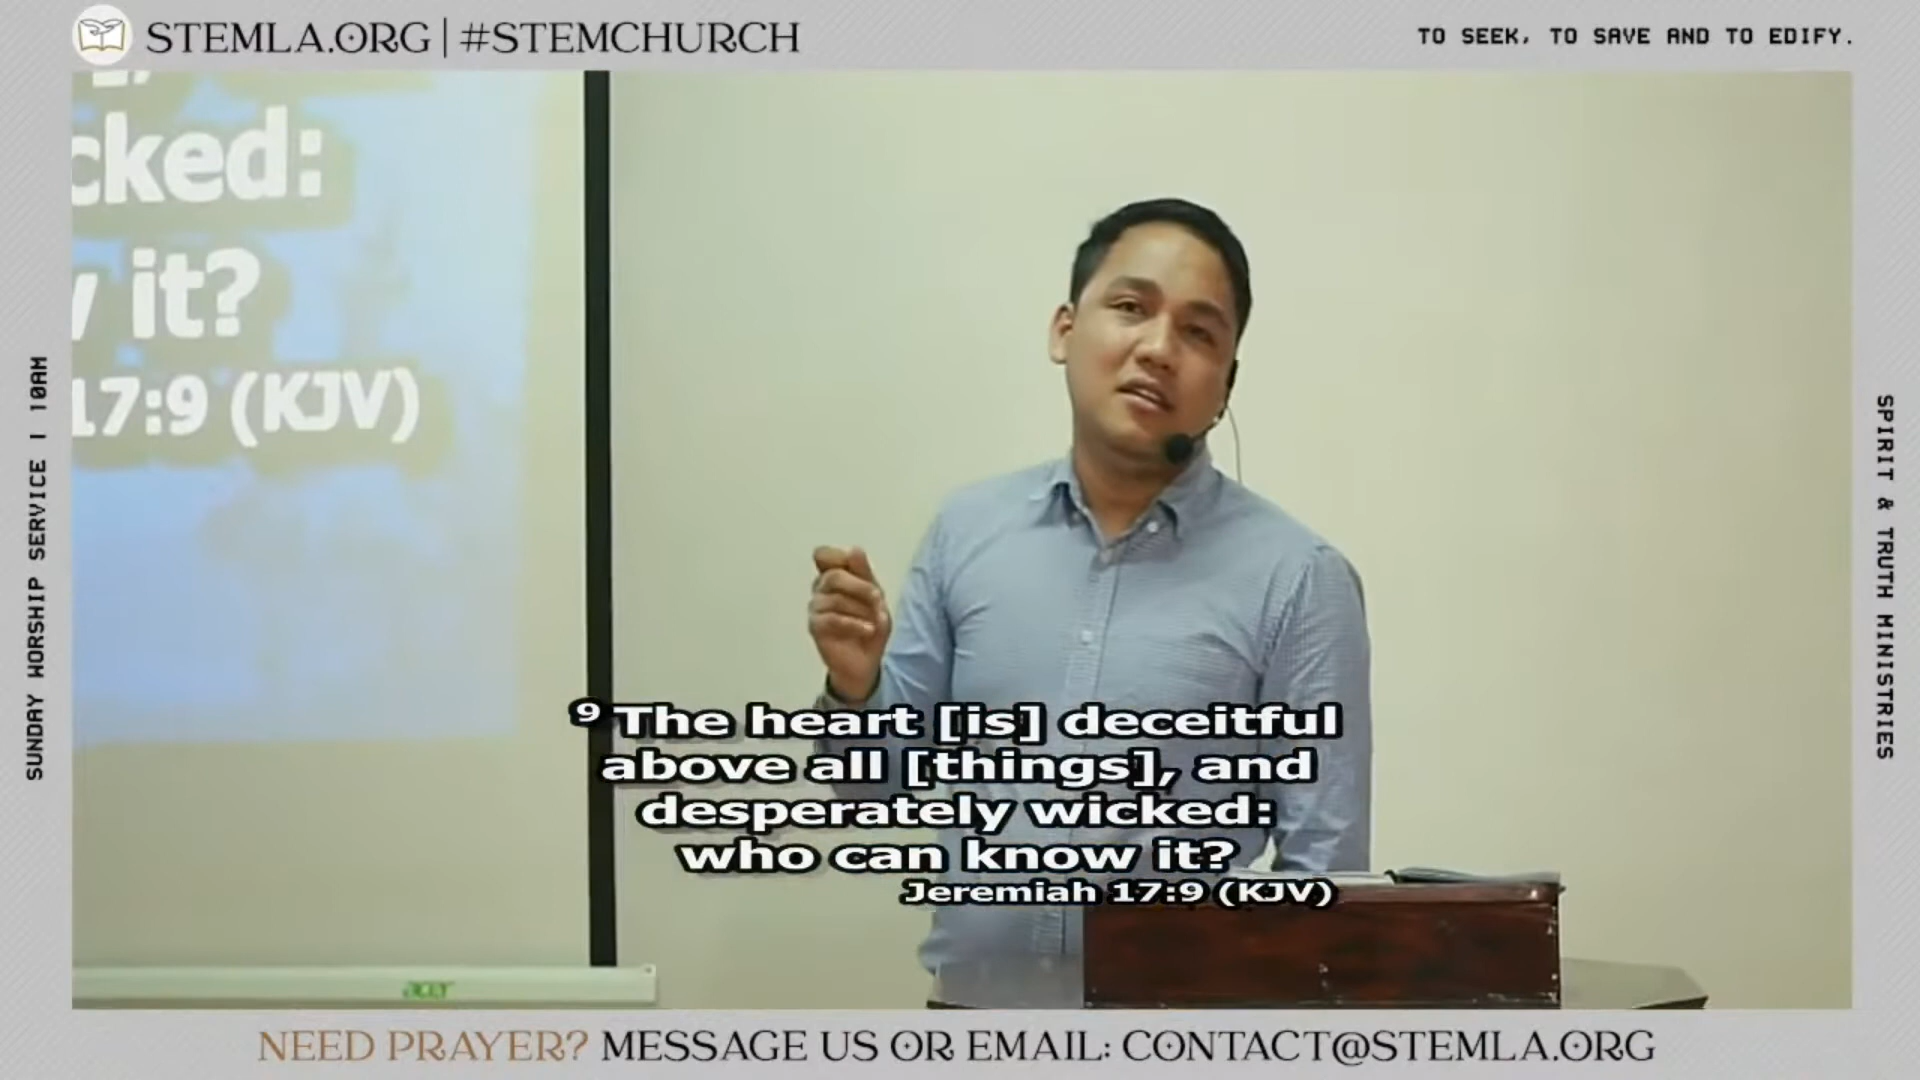 STEMLA.ORG | #STEMCHURCH
TO SEEK, TO SAVE AND TO EDIFY.
cked:
it?
17:9 (KJV)
SUNDAY WORSHIP SERVICE | 10AM
SPIRIT & TRUTH MINISTRIES
9 The heart [is] deceitful
above all [things], and
desperately wicked:
who can know it?
Jeremiah 17:9 (KJV)
acer
NEED PRAYER? MESSAGE US OR EMAIL: CONTACT@STEMLA.ORG